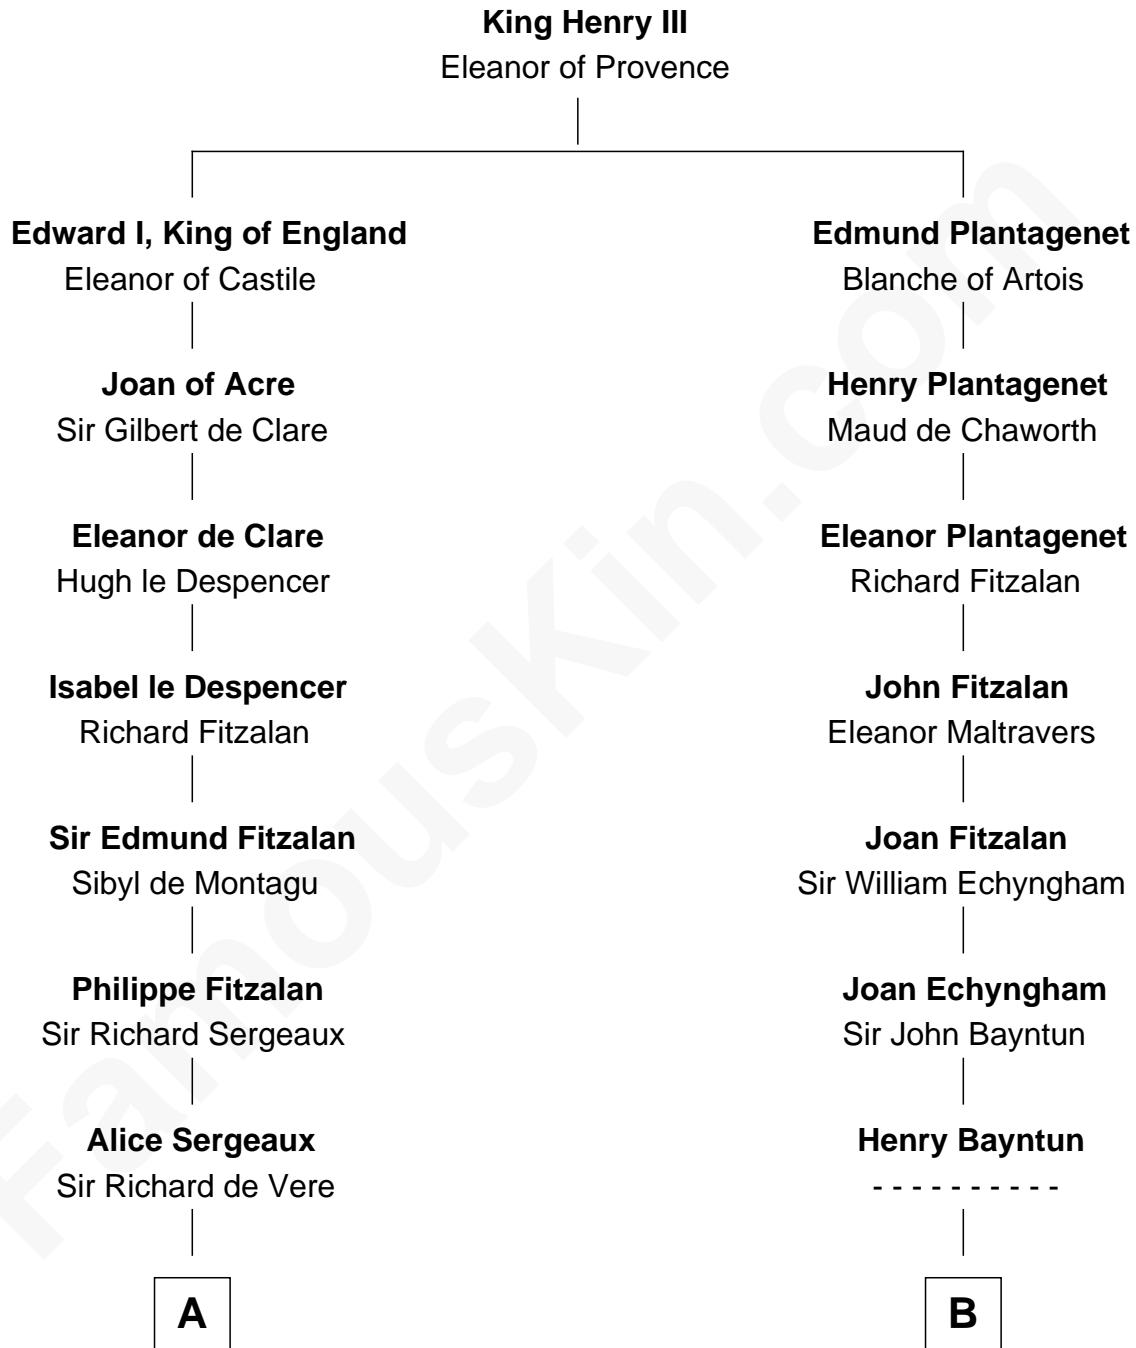 King Henry III
Eleanor of Provence
Edward I, King of England
Eleanor of Castile
Edmund Plantagenet
Blanche of Artois
Joan of Acre
Sir Gilbert de Clare
Henry Plantagenet
Maud de Chaworth
Eleanor de Clare
Hugh le Despencer
Eleanor Plantagenet
Richard Fitzalan
Isabel le Despencer
Richard Fitzalan
John Fitzalan
Eleanor Maltravers
Sir Edmund Fitzalan
Sibyl de Montagu
Joan Fitzalan
Sir William Echyngham
Philippe Fitzalan
Sir Richard Sergeaux
Joan Echyngham
Sir John Bayntun
Alice Sergeaux
Sir Richard de Vere
Henry Bayntun
- - - - - - - - - -
A
B
FamousKin.com